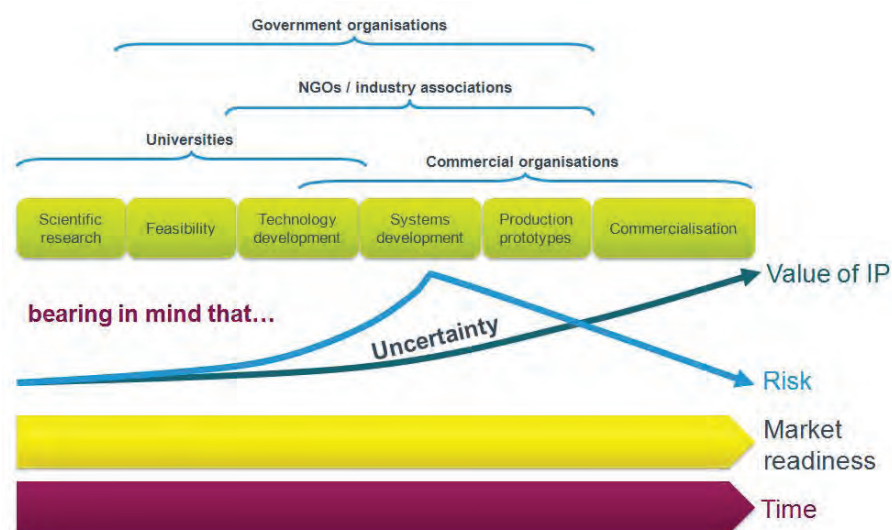 Government organisations
NGOs / industry associations
Universities
Commercial organisations
Scientific
research
Feasibility
Technology
development
Systems
development
Production
prototypes
Commercialisation
Value of IP
bearing in mind that…
Uncertainty
Risk
Market
readiness
Time